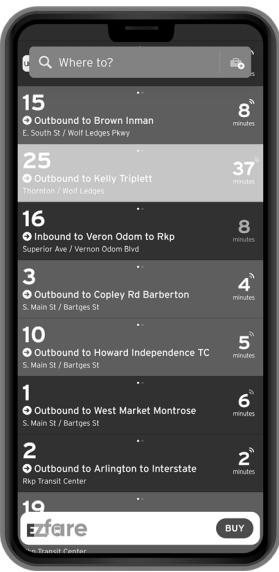 Where to?
15
Outbound to Brown Inman
E. South St / Wolf Ledges Pkwy
8
minutes
25
Outbound to Kelly Triplett
Thornton / Wolf Ledges
37
minutes
16
Inbound to Veron Odom to Rkp
Superior Ave / Vernon Odom Blvd
8
minutes
3
Outbound to Copley Rd Barberton
S. Main St / Bartges St
4
minutes
10
Outbound to Howard Independence TC
S. Main St / Bartges St
5
minutes
1
Outbound to West Market Montrose
S. Main St / Bartges St
6
minutes
2
Outbound to Arlington to Interstate
Rkp Transit Center
2
minutes
19
EZfare
BUY
Transit Center